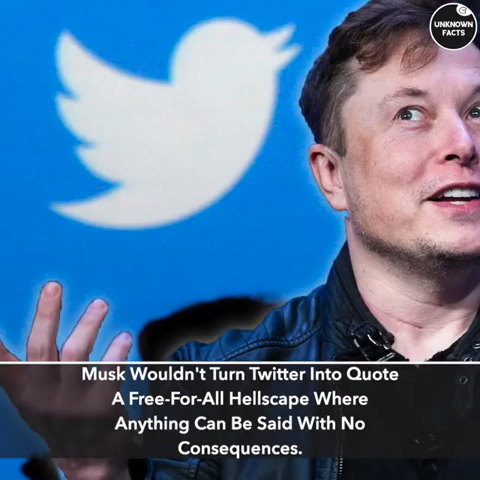 UNKNOWN
FACTS
Musk Wouldn't Turn Twitter Into Quote
A Free-For-All Hellscape Where
Anything Can Be Said With No
Consequences.